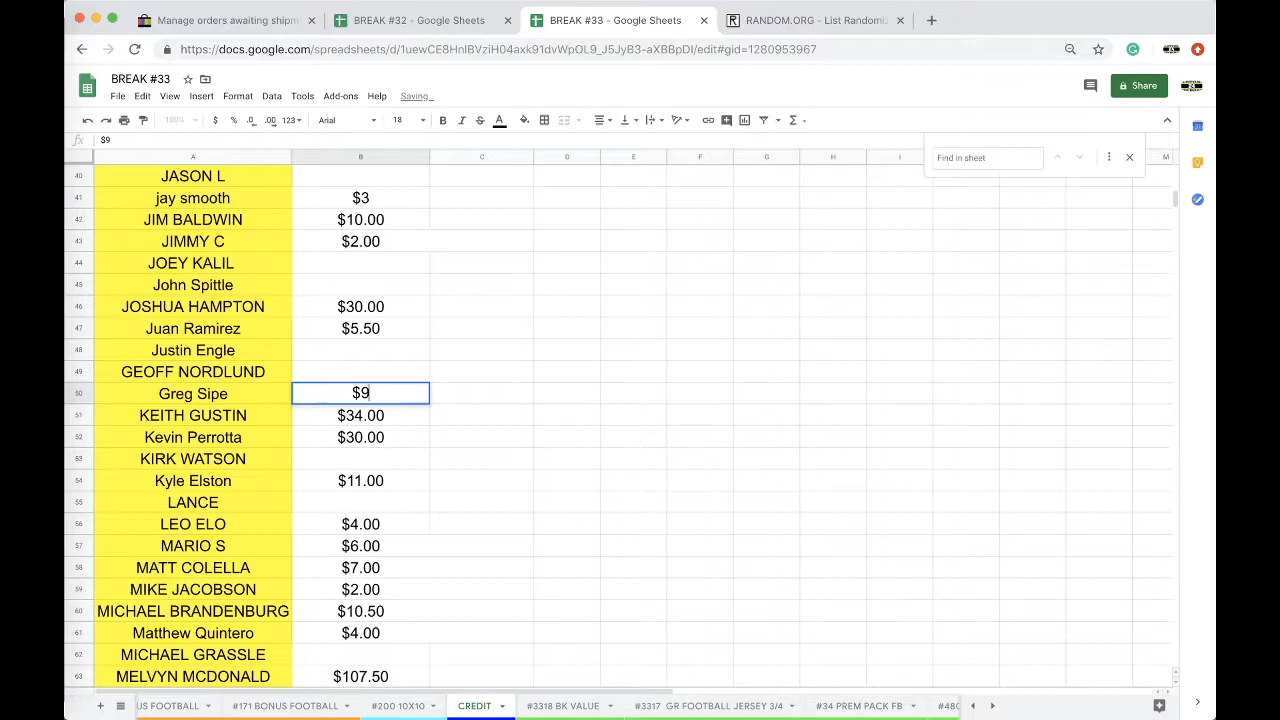 Manage orders awaiting shipm
BREAK #32 - Google Sheets
BREAK #33 - Google Sheets
RANDOM.ORG - List Randomiz
https://docs.google.com/spreadsheets/d/1uewCE8HnIBVziH04axk91dvWpOL9_J5JyB3-aXBBpDI/edit#gid=1280953967
BREAK #33
File Edit View Insert Format Data Tools Add-ons Help Saving...
Share
100% $ % .0 .00 123 Arial 18 B I S A
fx $9
Find in sheet
A B C D E F G H I M
40 JASON L
41 jay smooth $3
42 JIM BALDWIN $10.00
43 JIMMY C $2.00
44 JOEY KALIL
45 John Spittle
46 JOSHUA HAMPTON $30.00
47 Juan Ramirez $5.50
48 Justin Engle
49 GEOFF NORDLUND
50 Greg Sipe $9
51 KEITH GUSTIN $34.00
52 Kevin Perrotta $30.00
53 KIRK WATSON
54 Kyle Elston $11.00
55 LANCE
56 LEO ELO $4.00
57 MARIO S $6.00
58 MATT COLELLA $7.00
59 MIKE JACOBSON $2.00
60 MICHAEL BRANDENBURG $10.50
61 Matthew Quintero $4.00
62 MICHAEL GRASSLE
63 MELVYN MCDONALD $107.50
US FOOTBALL #171 BONUS FOOTBALL #200 10X10 CREDIT #3318 BK VALUE #3317 GR FOOTBALL JERSEY 3/4 #34 PREM PACK FB #480